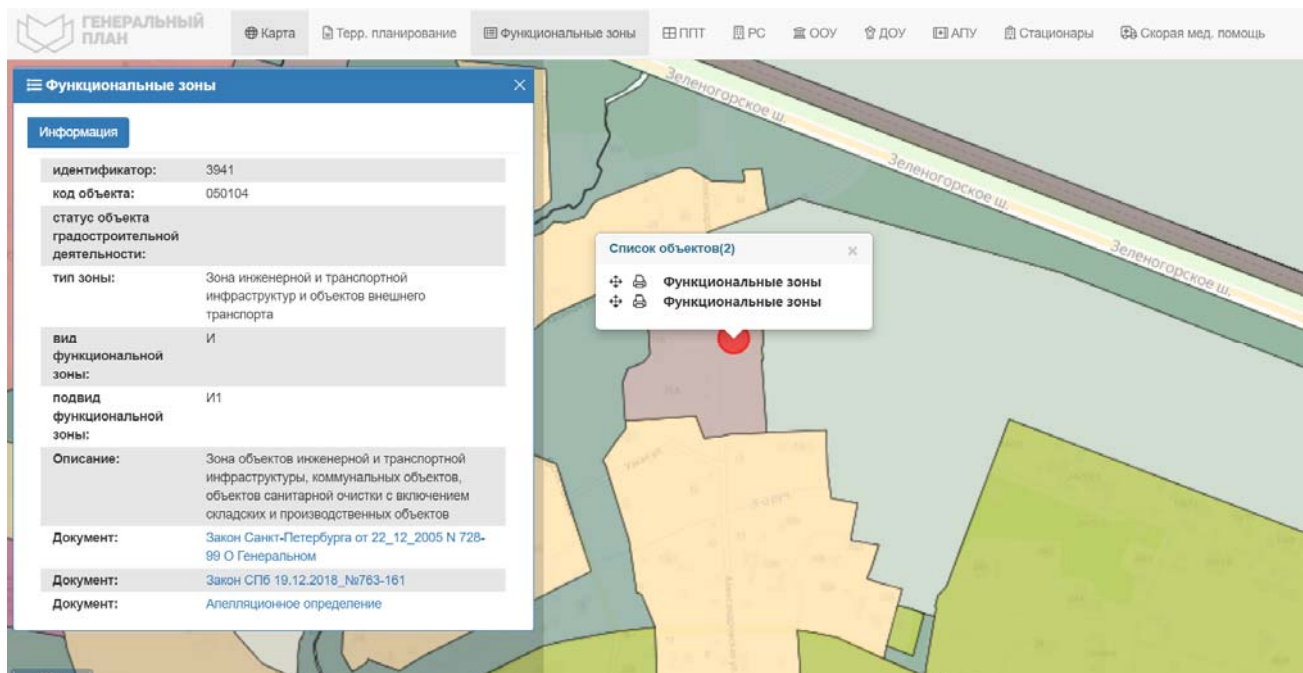 ГЕНЕРАЛЬНЫЙ
ПЛАН
Карта
Терр. планирование
Функциональные зоны
ППТ
РС
ООУ
ДОУ
АПУ
Стационары
Скорая мед. помощь
Функциональные зоны
Информация
идентификатор: 3941
код объекта: 050104
статус объекта
градостроительной
деятельности:
тип зоны: Зона инженерной и транспортной
инфраструктур и объектов внешнего
транспорта
вид И
функциональной
зоны:
подвид И1
функциональной
зоны:
Описание: Зона объектов инженерной и транспортной
инфраструктуры, коммунальных объектов,
объектов санитарной очистки с включением
складских и производственных объектов
Документ: Закон Санкт-Петербурга от 22_12_2005 N 728-
99 О Генеральном
Документ: Закон СПб 19.12.2018_№763-161
Документ: Апелляционное определение
Зеленогорское ш.
Зеленогорское ш.
Зеленогорское ш.
Список объектов(2)
Функциональные зоны
Функциональные зоны